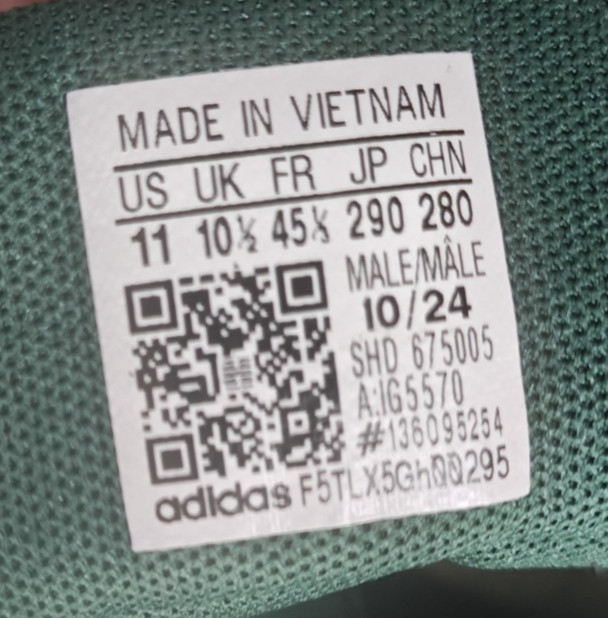 MADE IN VIETNAM
US UK FR JP CHN
11 10½ 45⅓ 290 280
MALE/MÂLE
10/24
SHD 675005
A:IG5570
#136095254
adidas